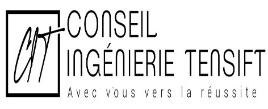 CIT
CONSEIL
INGÉNIERIE TENSIFT
Avec vous vers la réussite